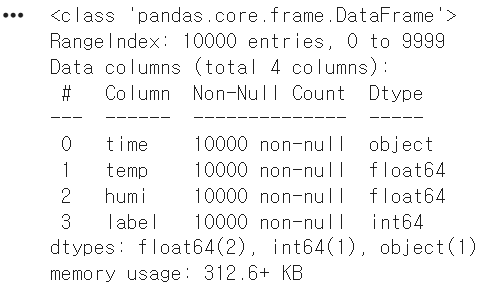 ••• <class 'pandas.core.frame.DataFrame'>
RangeIndex: 10000 entries, 0 to 9999
Data columns (total 4 columns):
 #   Column  Non-Null Count  Dtype
---  ------  --------------  -----
 0   time    10000 non-null  object
 1   temp    10000 non-null  float64
 2   humi    10000 non-null  float64
 3   label   10000 non-null  int64
dtypes: float64(2), int64(1), object(1)
memory usage: 312.6+ KB